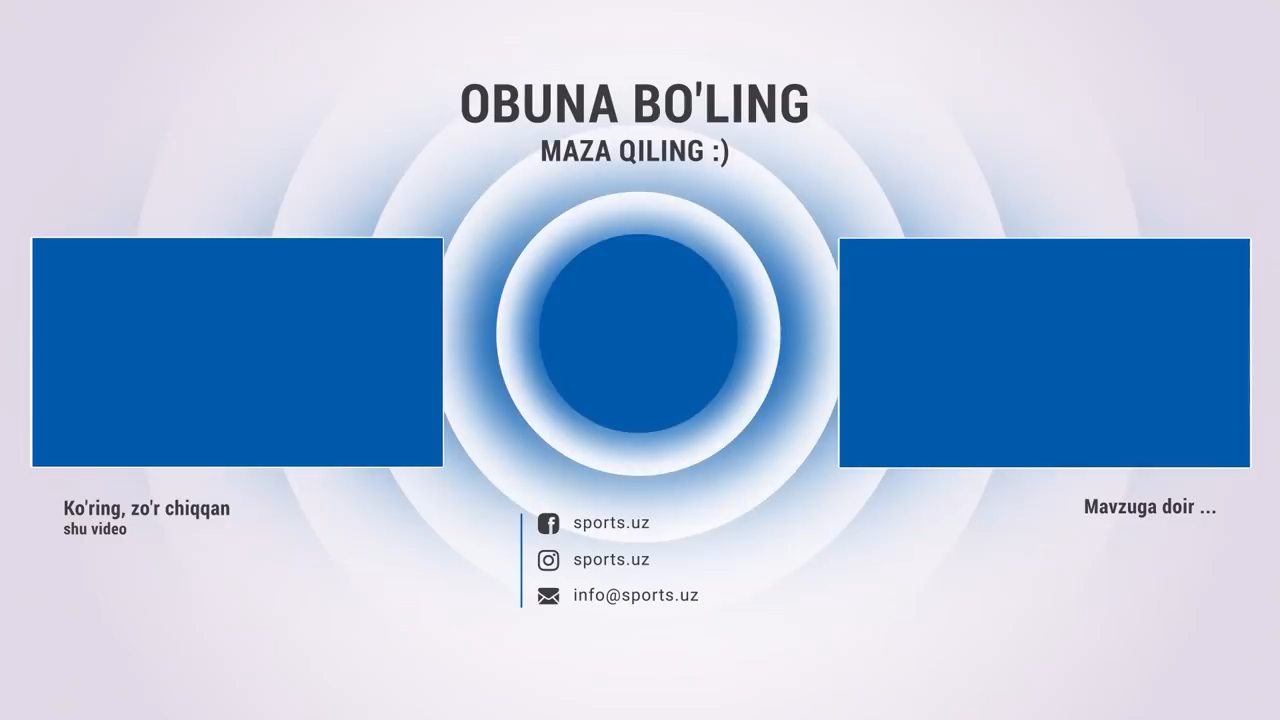 OBUNA BO'LING
MAZA QILING :)
Ko'ring, zo'r chiqqan
shu video
Mavzuga doir ...
sports.uz
sports.uz
info@sports.uz